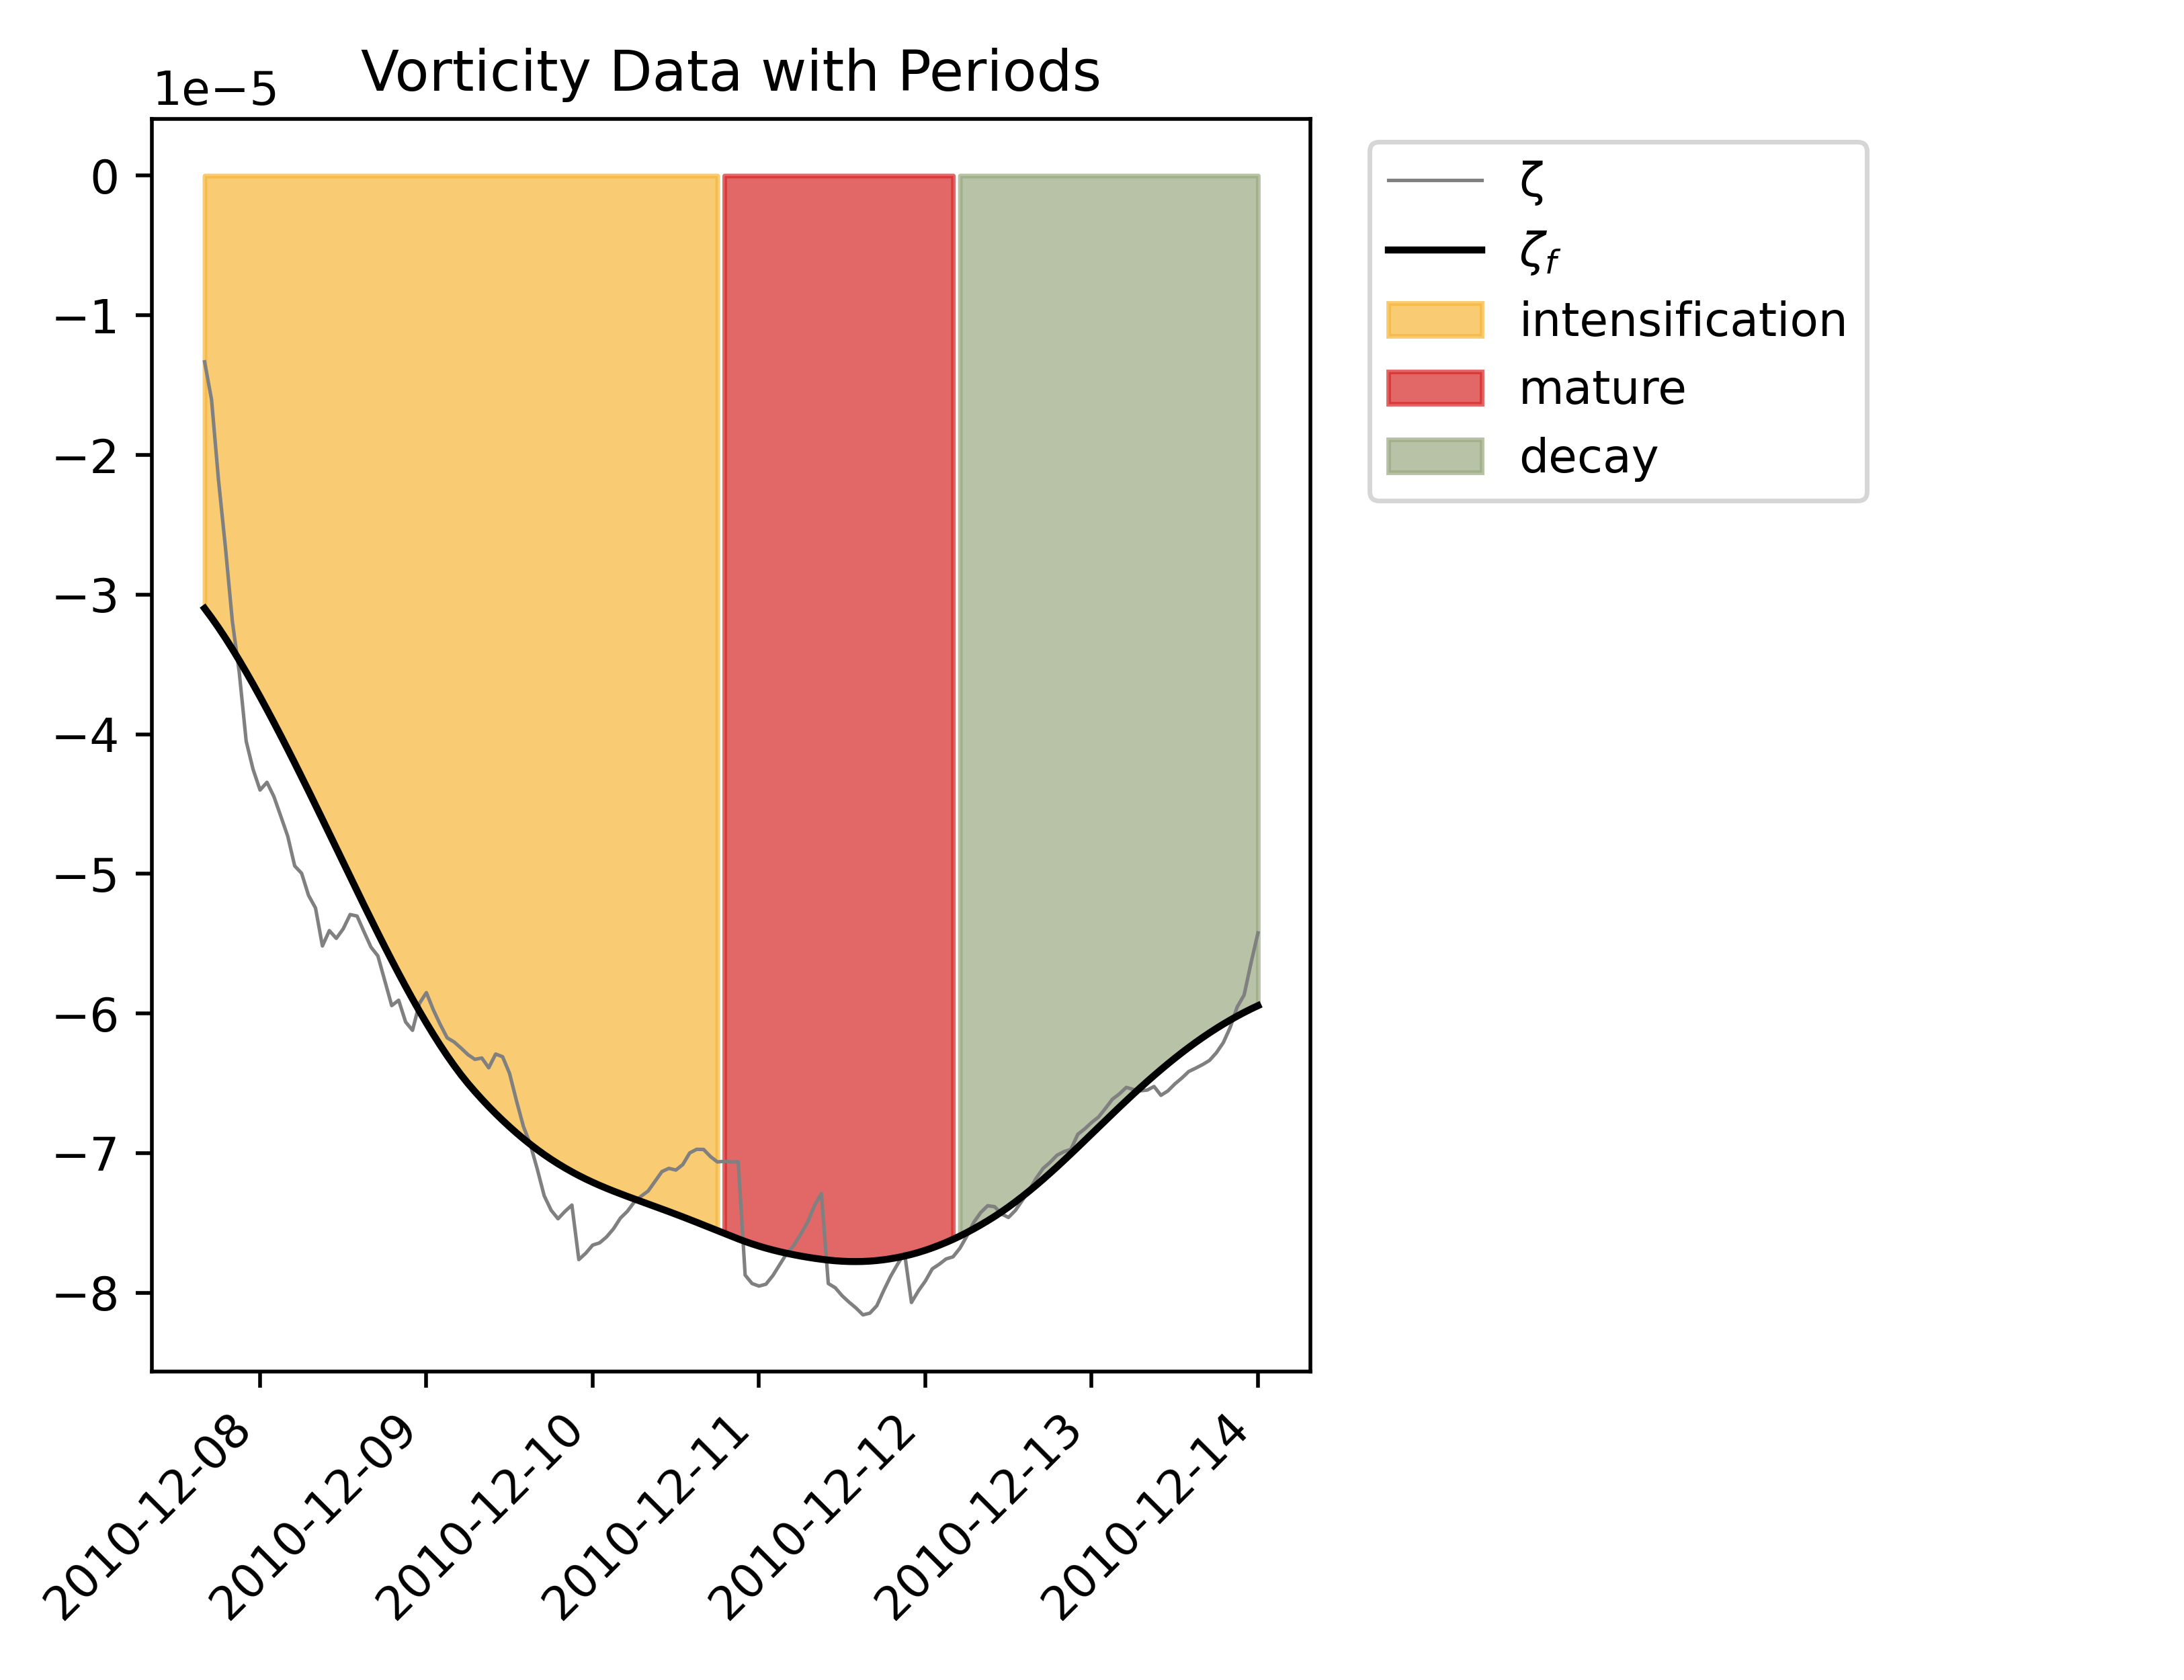 Vorticity Data with Periods
1e−5
0
−1
−2
−3
−4
−5
−6
−7
−8
2010-12-08
2010-12-09
2010-12-10
2010-12-11
2010-12-12
2010-12-13
2010-12-14
ζ
ζf
intensification
mature
decay